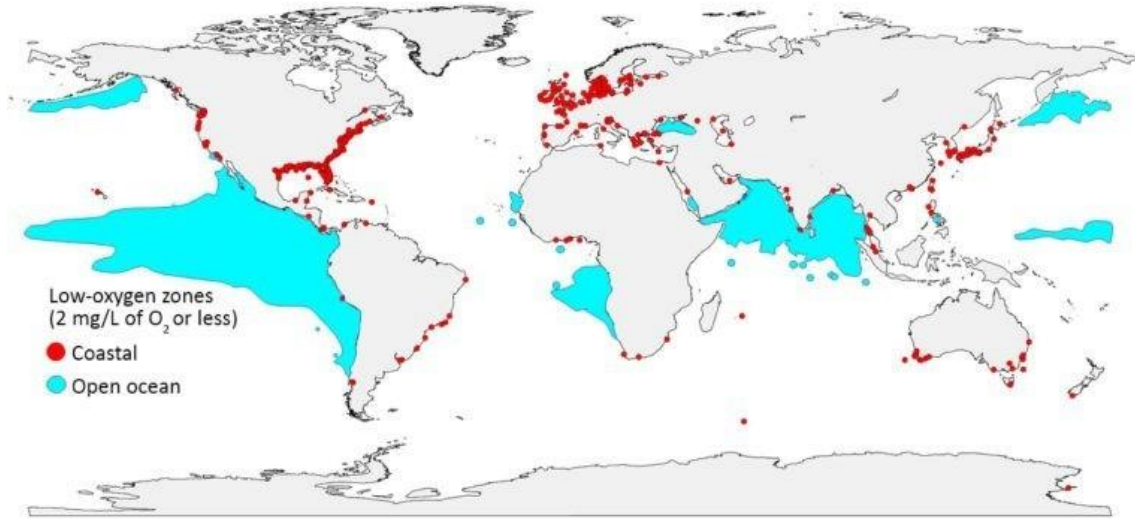 Low-oxygen zones
(2 mg/L of O₂ or less)
Coastal
Open ocean